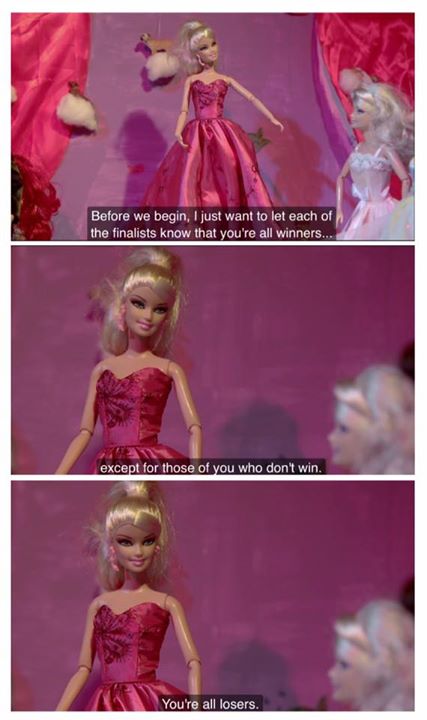 Before we begin, I just want to let each of
the finalists know that you're all winners...
except for those of you who don't win.
You're all losers.